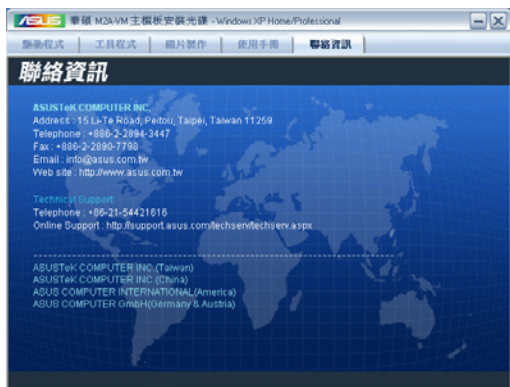 ASUS 華碩 M2A-VM 主機板安裝光碟 - Windows XP Home/Professional
驅動程式 工具程式 開片製作 使用手冊 聯絡資訊
聯絡資訊
ASUSTeK COMPUTER INC.
Address : 15 Li-Te Road, Peitou, Taipei, Taiwan 11259
Telephone : +886-2-2894-3447
Fax : +886-2-2890-7798
Email : info@asus.com.tw
Web site : http://www.asus.com.tw
Technical Support
Telephone : +86-21-54421616
Online Support : http://support.asus.com/techserv/techserv.aspx
ASUSTeK COMPUTER INC.(Taiwan)
ASUSTeK COMPUTER INC.(China)
ASUS COMPUTER INTERNATIONAL(America)
ASUS COMPUTER GmbH(Germany & Austria)